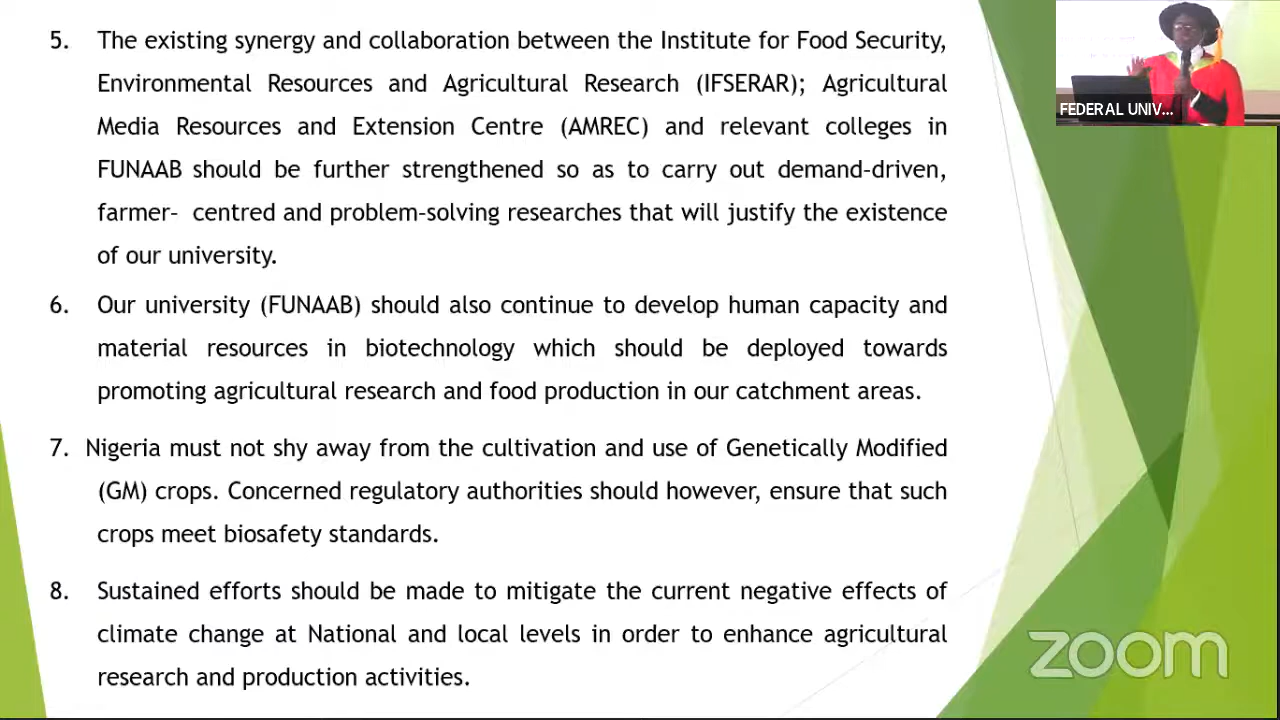 5. The existing synergy and collaboration between the Institute for Food Security,
Environmental Resources and Agricultural Research (IFSERAR); Agricultural
Media Resources and Extension Centre (AMREC) and relevant colleges in
FUNAAB should be further strengthened so as to carry out demand-driven,
farmer- centred and problem-solving researches that will justify the existence
of our university.
6. Our university (FUNAAB) should also continue to develop human capacity and
material resources in biotechnology which should be deployed towards
promoting agricultural research and food production in our catchment areas.
7. Nigeria must not shy away from the cultivation and use of Genetically Modified
(GM) crops. Concerned regulatory authorities should however, ensure that such
crops meet biosafety standards.
8. Sustained efforts should be made to mitigate the current negative effects of
climate change at National and local levels in order to enhance agricultural
research and production activities.
FEDERAL UNIV...
zoom